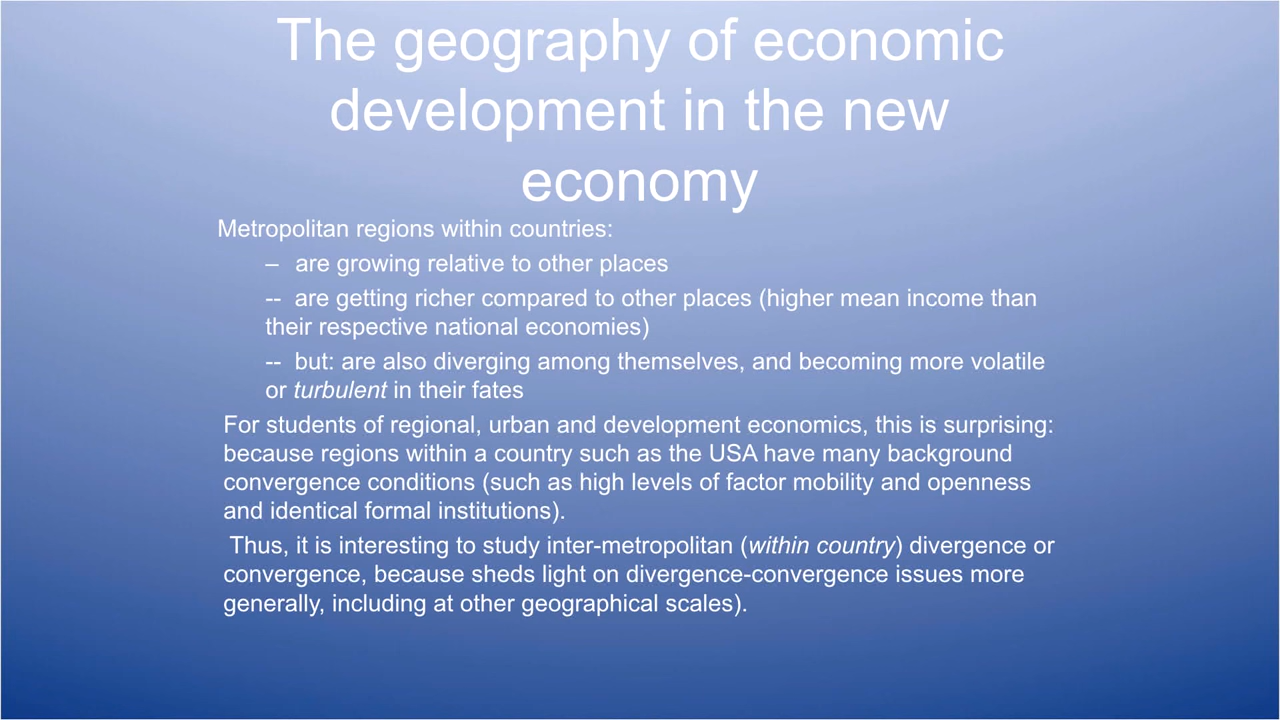 The geography of economic
development in the new
economy
Metropolitan regions within countries:
– are growing relative to other places
-- are getting richer compared to other places (higher mean income than
their respective national economies)
-- but: are also diverging among themselves, and becoming more volatile
or turbulent in their fates
For students of regional, urban and development economics, this is surprising:
because regions within a country such as the USA have many background
convergence conditions (such as high levels of factor mobility and openness
and identical formal institutions).
Thus, it is interesting to study inter-metropolitan (within country) divergence or
convergence, because sheds light on divergence-convergence issues more
generally, including at other geographical scales).